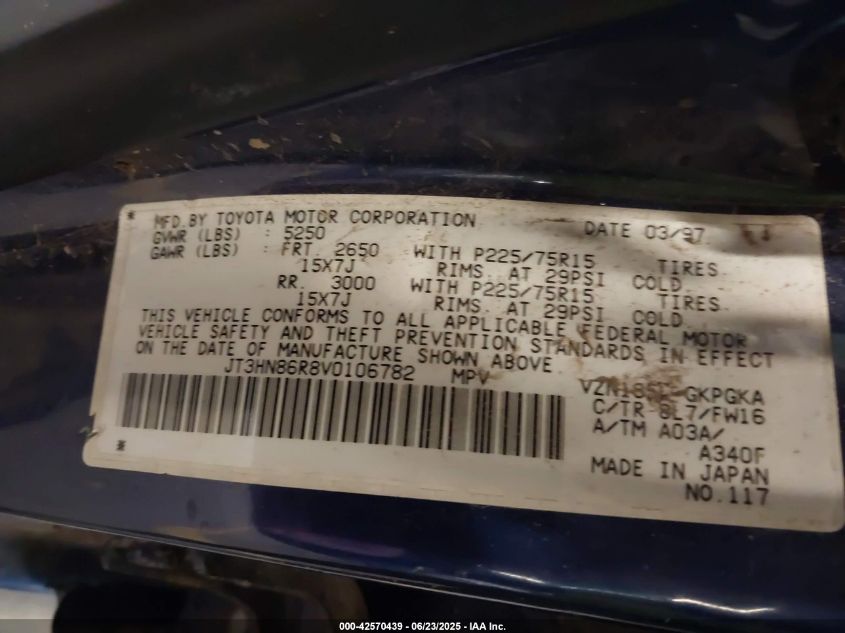 MFD. BY TOYOTA MOTOR CORPORATION DATE 03/97
GVWR (LBS) : 5250
GAWR (LBS) : FRT. 2650 WITH P225/75R15 TIRES
15X7J RIMS. AT 29PSI COLD
RR. 3000 WITH P225/75R15 TIRES
15X7J RIMS. AT 29PSI COLD
THIS VEHICLE CONFORMS TO ALL APPLICABLE FEDERAL MOTOR
VEHICLE SAFETY AND THEFT PREVENTION STANDARDS IN EFFECT
ON THE DATE OF MANUFACTURE SHOWN ABOVE.
JT3HN86R8V0106782 MPV
VZN185L-GKPGKA
C/TR 8L7/FW16
A/TM A03A/
A340F
MADE IN JAPAN
NO.117
000-42570439 - 06/23/2025 - IAA Inc.